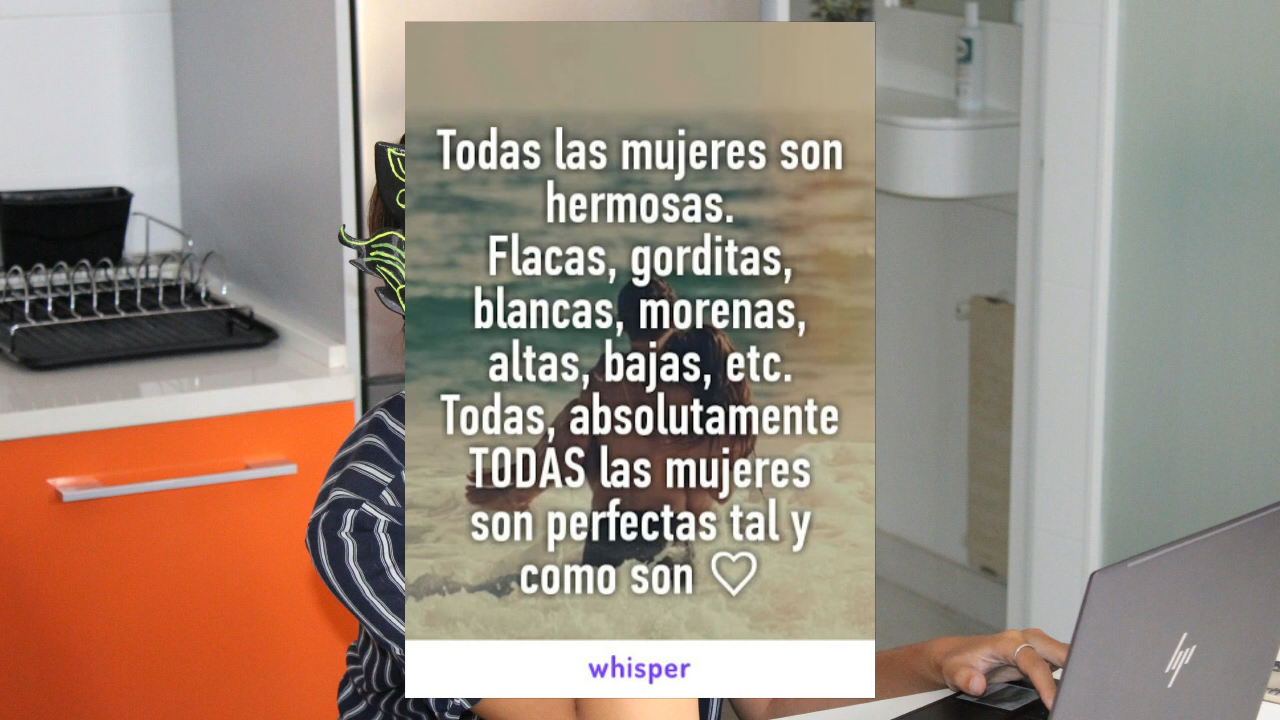 Todas las mujeres son
hermosas.
Flacas, gorditas,
blancas, morenas,
altas, bajas, etc.
Todas, absolutamente
TODAS las mujeres
son perfectas tal y
como son ♡
whisper
hp